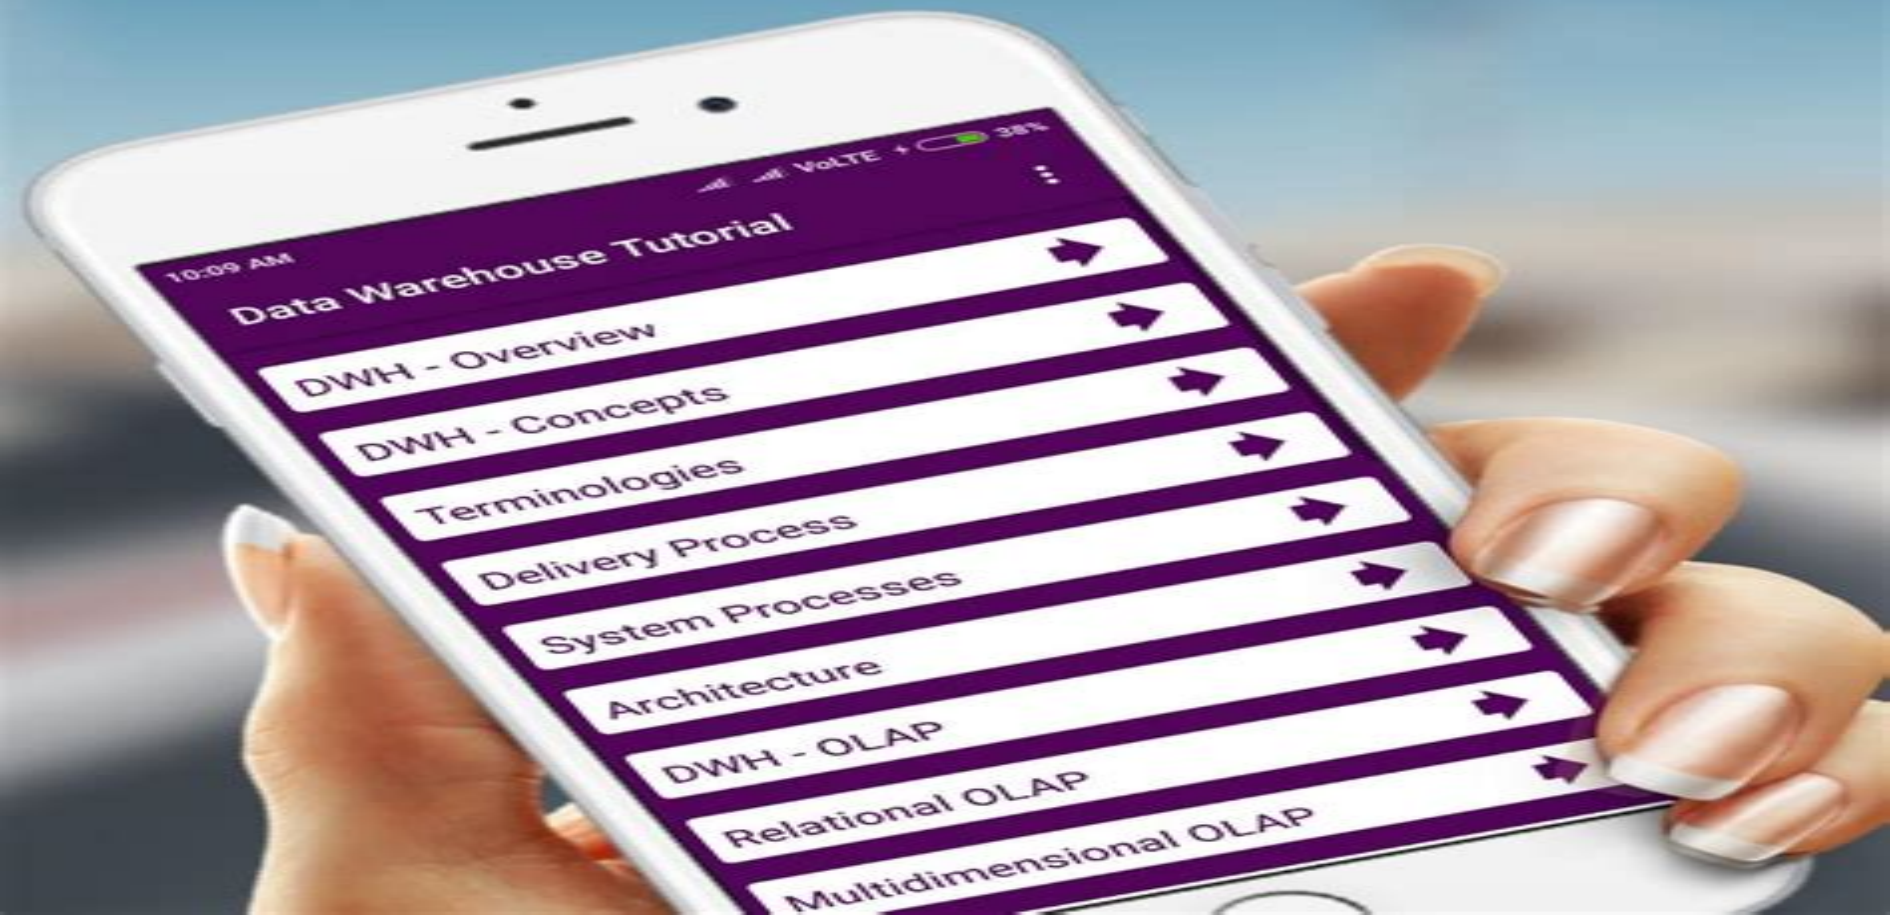 10:09 AM VoLTE 38%
Data Warehouse Tutorial
DWH - Overview
DWH - Concepts
Terminologies
Delivery Process
System Processes
Architecture
DWH - OLAP
Relational OLAP
Multidimensional OLAP